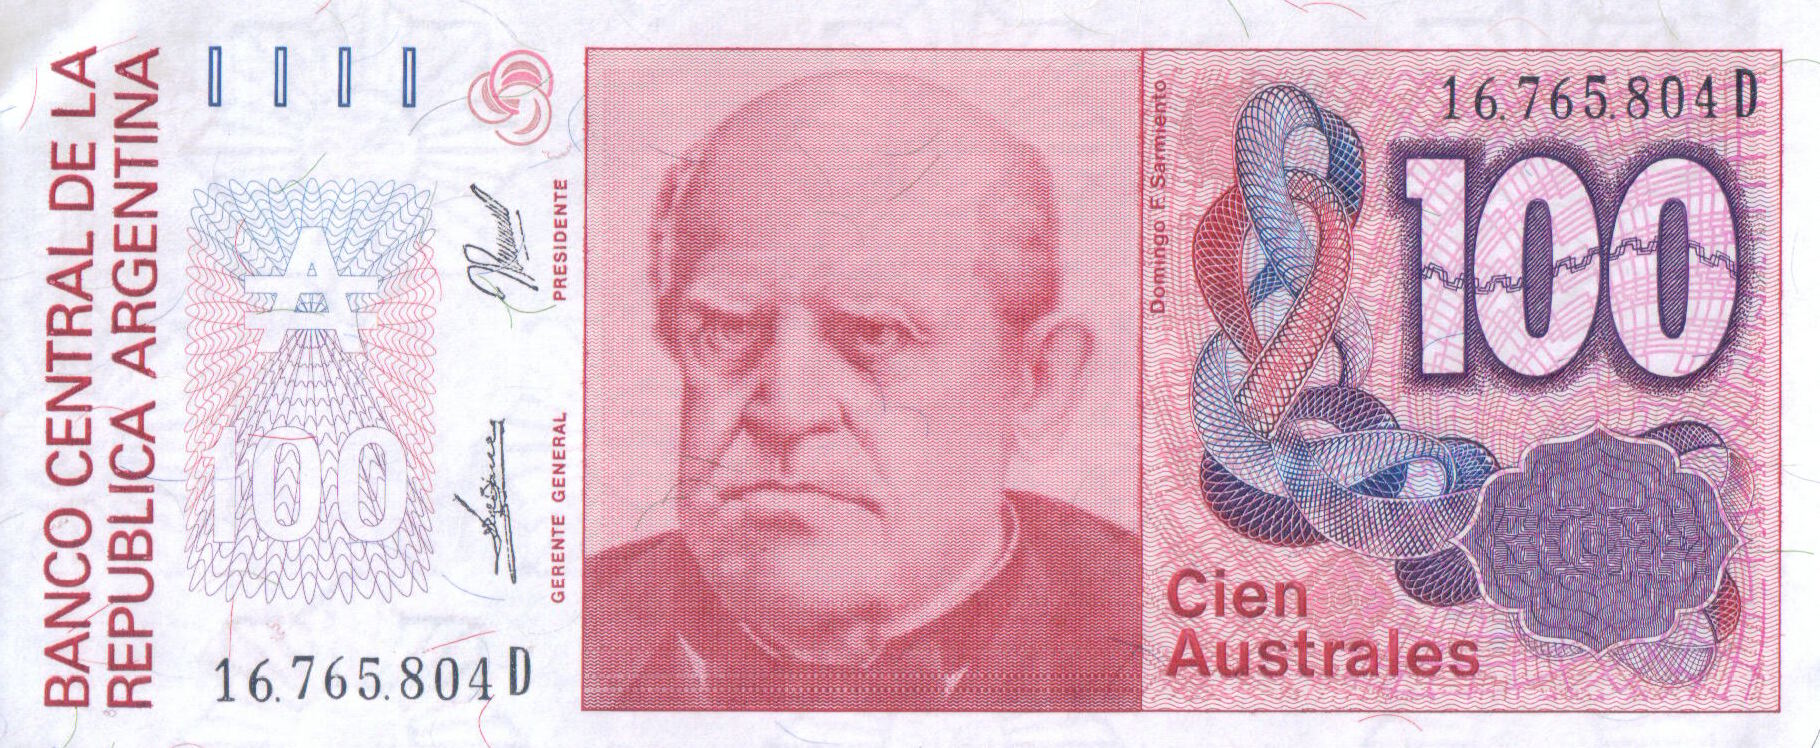 BANCO CENTRAL DE LA
REPUBLICA ARGENTINA
A
100
PRESIDENTE
GERENTE GENERAL
16.765.804 D
Domingo F. Sarmiento
16.765.804 D
100
Cien
Australes